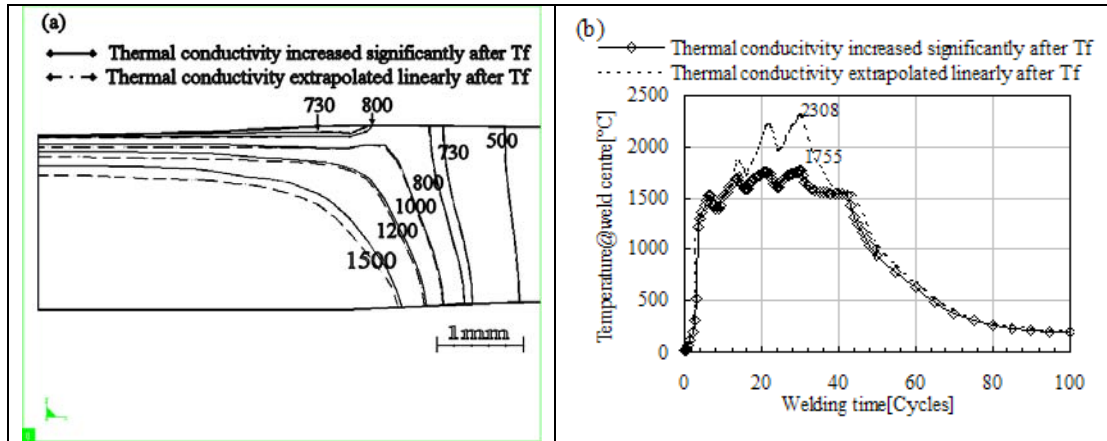 (a)
Thermal conductivity increased significantly after Tf
Thermal conductivity extrapolated linearly after Tf
730 800
500
730
800
1000
1200
1500
1mm
(b)
Thermal conducitvity increased significantly after Tf
Thermal conductivity extrapolated linearly after Tf
2500
2000
1500
1000
500
0
Temperature@weld centre[°C]
2308
1755
0 20 40 60 80 100
Welding time[Cycles]